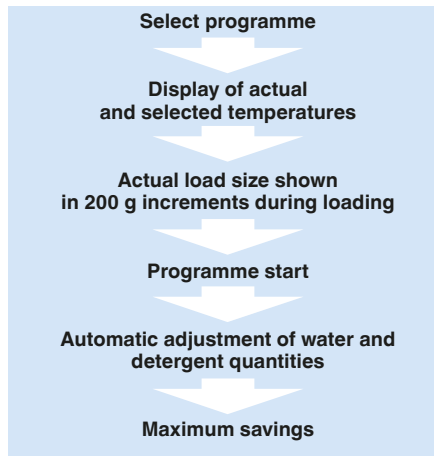 Select programme
Display of actual
and selected temperatures
Actual load size shown
in 200 g increments during loading
Programme start
Automatic adjustment of water and
detergent quantities
Maximum savings